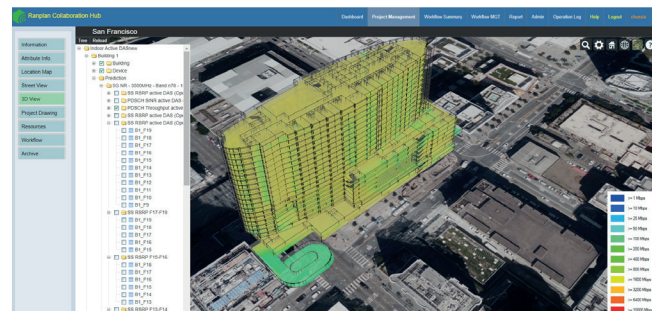 Ranplan Collaboration Hub
Dashboard Project Management Workflow Summary Workflow MGT Report Admin Operation Log Help Logout
San Francisco
Tree Reload
Information
Attribute Info
Location Map
Street View
3D View
Project Drawing
Resources
Workflow
Archive
Indoor Active DASnew
Building 1
Building
Device
Prediction
5G NR - 3500MHz - Band n78 -
SS RSRP active DAS (Op
PDSCH SINR active DAS
PDSCH Throughput active
SS RSRP active DAS (Ope
SS RSRP active DAS (Ope
B1_F19
B1_F18
B1_F17
B1_F16
B1_F15
B1_F14
B1_F13
B1_F12
B1_F11
B1_F10
B1_F9
SS RSRP F17-F19
B1_F19
B1_F18
B1_F17
B1_F16
B1_F15
SS RSRP F15-F16
B1_F18
B1_F17
B1_F16
B1_F15
B1_F14
B1_F13
SS RSRP F13-F14
>= 1 Mbps
>= 10 Mbps
>= 25 Mbps
>= 50 Mbps
>= 100 Mbps
>= 200 Mbps
>= 400 Mbps
>= 800 Mbps
>= 1600 Mbps
>= 3200 Mbps
>= 6400 Mbps